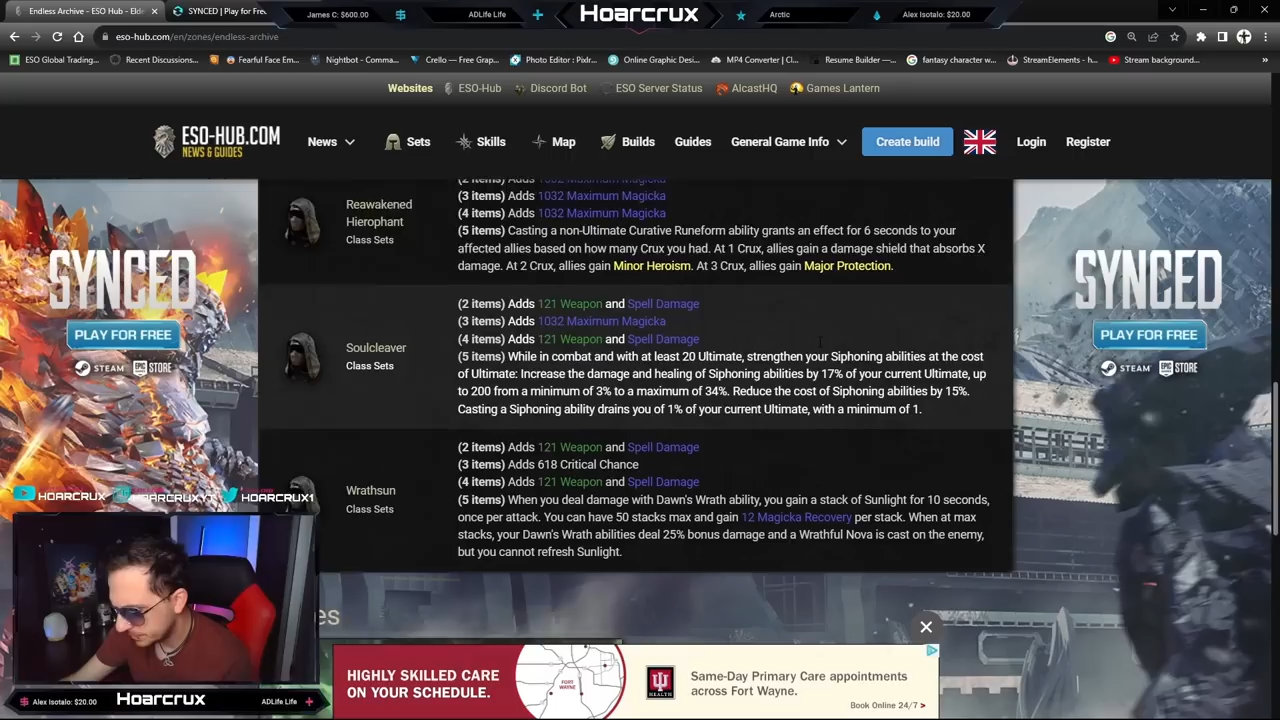 Endless Archive - ESO Hub - Elde
SYNCED | Play for Fre
James C: $600.00
ADLife Life
Hoarcrux
Arctic
Alex Isotalo: $20.00
eso-hub.com/en/zones/endless-archive
ESO Global Trading...
Recent Discussions...
Fearful Face Em...
Nightbot - Comma...
Crello — Free Grap...
Photo Editor : Pixlr...
Online Graphic Desi...
MP4 Converter | Cl...
Resume Builder —...
fantasy character w...
StreamElements - h...
Stream background...
»
Websites
ESO-Hub
Discord Bot
ESO Server Status
AlcastHQ
Games Lantern
ESO-HUB.COM
NEWS & GUIDES
News
Sets
Skills
Map
Builds
Guides
General Game Info
Create build
Login
Register
(2 items) Adds 1032 Maximum Magicka
Reawakened
Hierophant
Class Sets
(3 items) Adds 1032 Maximum Magicka
(4 items) Adds 1032 Maximum Magicka
(5 items) Casting a non-Ultimate Curative Runeform ability grants an effect for 6 seconds to your
affected allies based on how many Crux you had. At 1 Crux, allies gain a damage shield that absorbs X
damage. At 2 Crux, allies gain Minor Heroism. At 3 Crux, allies gain Major Protection.
Soulcleaver
Class Sets
(2 items) Adds 121 Weapon and Spell Damage
(3 items) Adds 1032 Maximum Magicka
(4 items) Adds 121 Weapon and Spell Damage
(5 items) While in combat and with at least 20 Ultimate, strengthen your Siphoning abilities at the cost
of Ultimate: Increase the damage and healing of Siphoning abilities by 17% of your current Ultimate, up
to 200 from a minimum of 3% to a maximum of 34%. Reduce the cost of Siphoning abilities by 15%.
Casting a Siphoning ability drains you of 1% of your current Ultimate, with a minimum of 1.
Wrathsun
Class Sets
(2 items) Adds 121 Weapon and Spell Damage
(3 items) Adds 618 Critical Chance
(4 items) Adds 121 Weapon and Spell Damage
(5 items) When you deal damage with Dawn's Wrath ability, you gain a stack of Sunlight for 10 seconds,
once per attack. You can have 50 stacks max and gain 12 Magicka Recovery per stack. When at max
stacks, your Dawn's Wrath abilities deal 25% bonus damage and a Wrathful Nova is cast on the enemy,
but you cannot refresh Sunlight.
SYNCED
PLAY FOR FREE
STEAM
EPIC STORE
SYNCED
PLAY FOR FREE
STEAM
EPIC STORE
HOARCRUX
HOARCRUXYT
HOARCRUX1
HIGHLY SKILLED CARE
ON YOUR SCHEDULE.
FORT
WAYNE
HEALTH
Same-Day Primary Care appointments
across Fort Wayne.
Book Online 24/7 >
Alex Isotalo: $20.00
Hoarcrux
ADLife Life